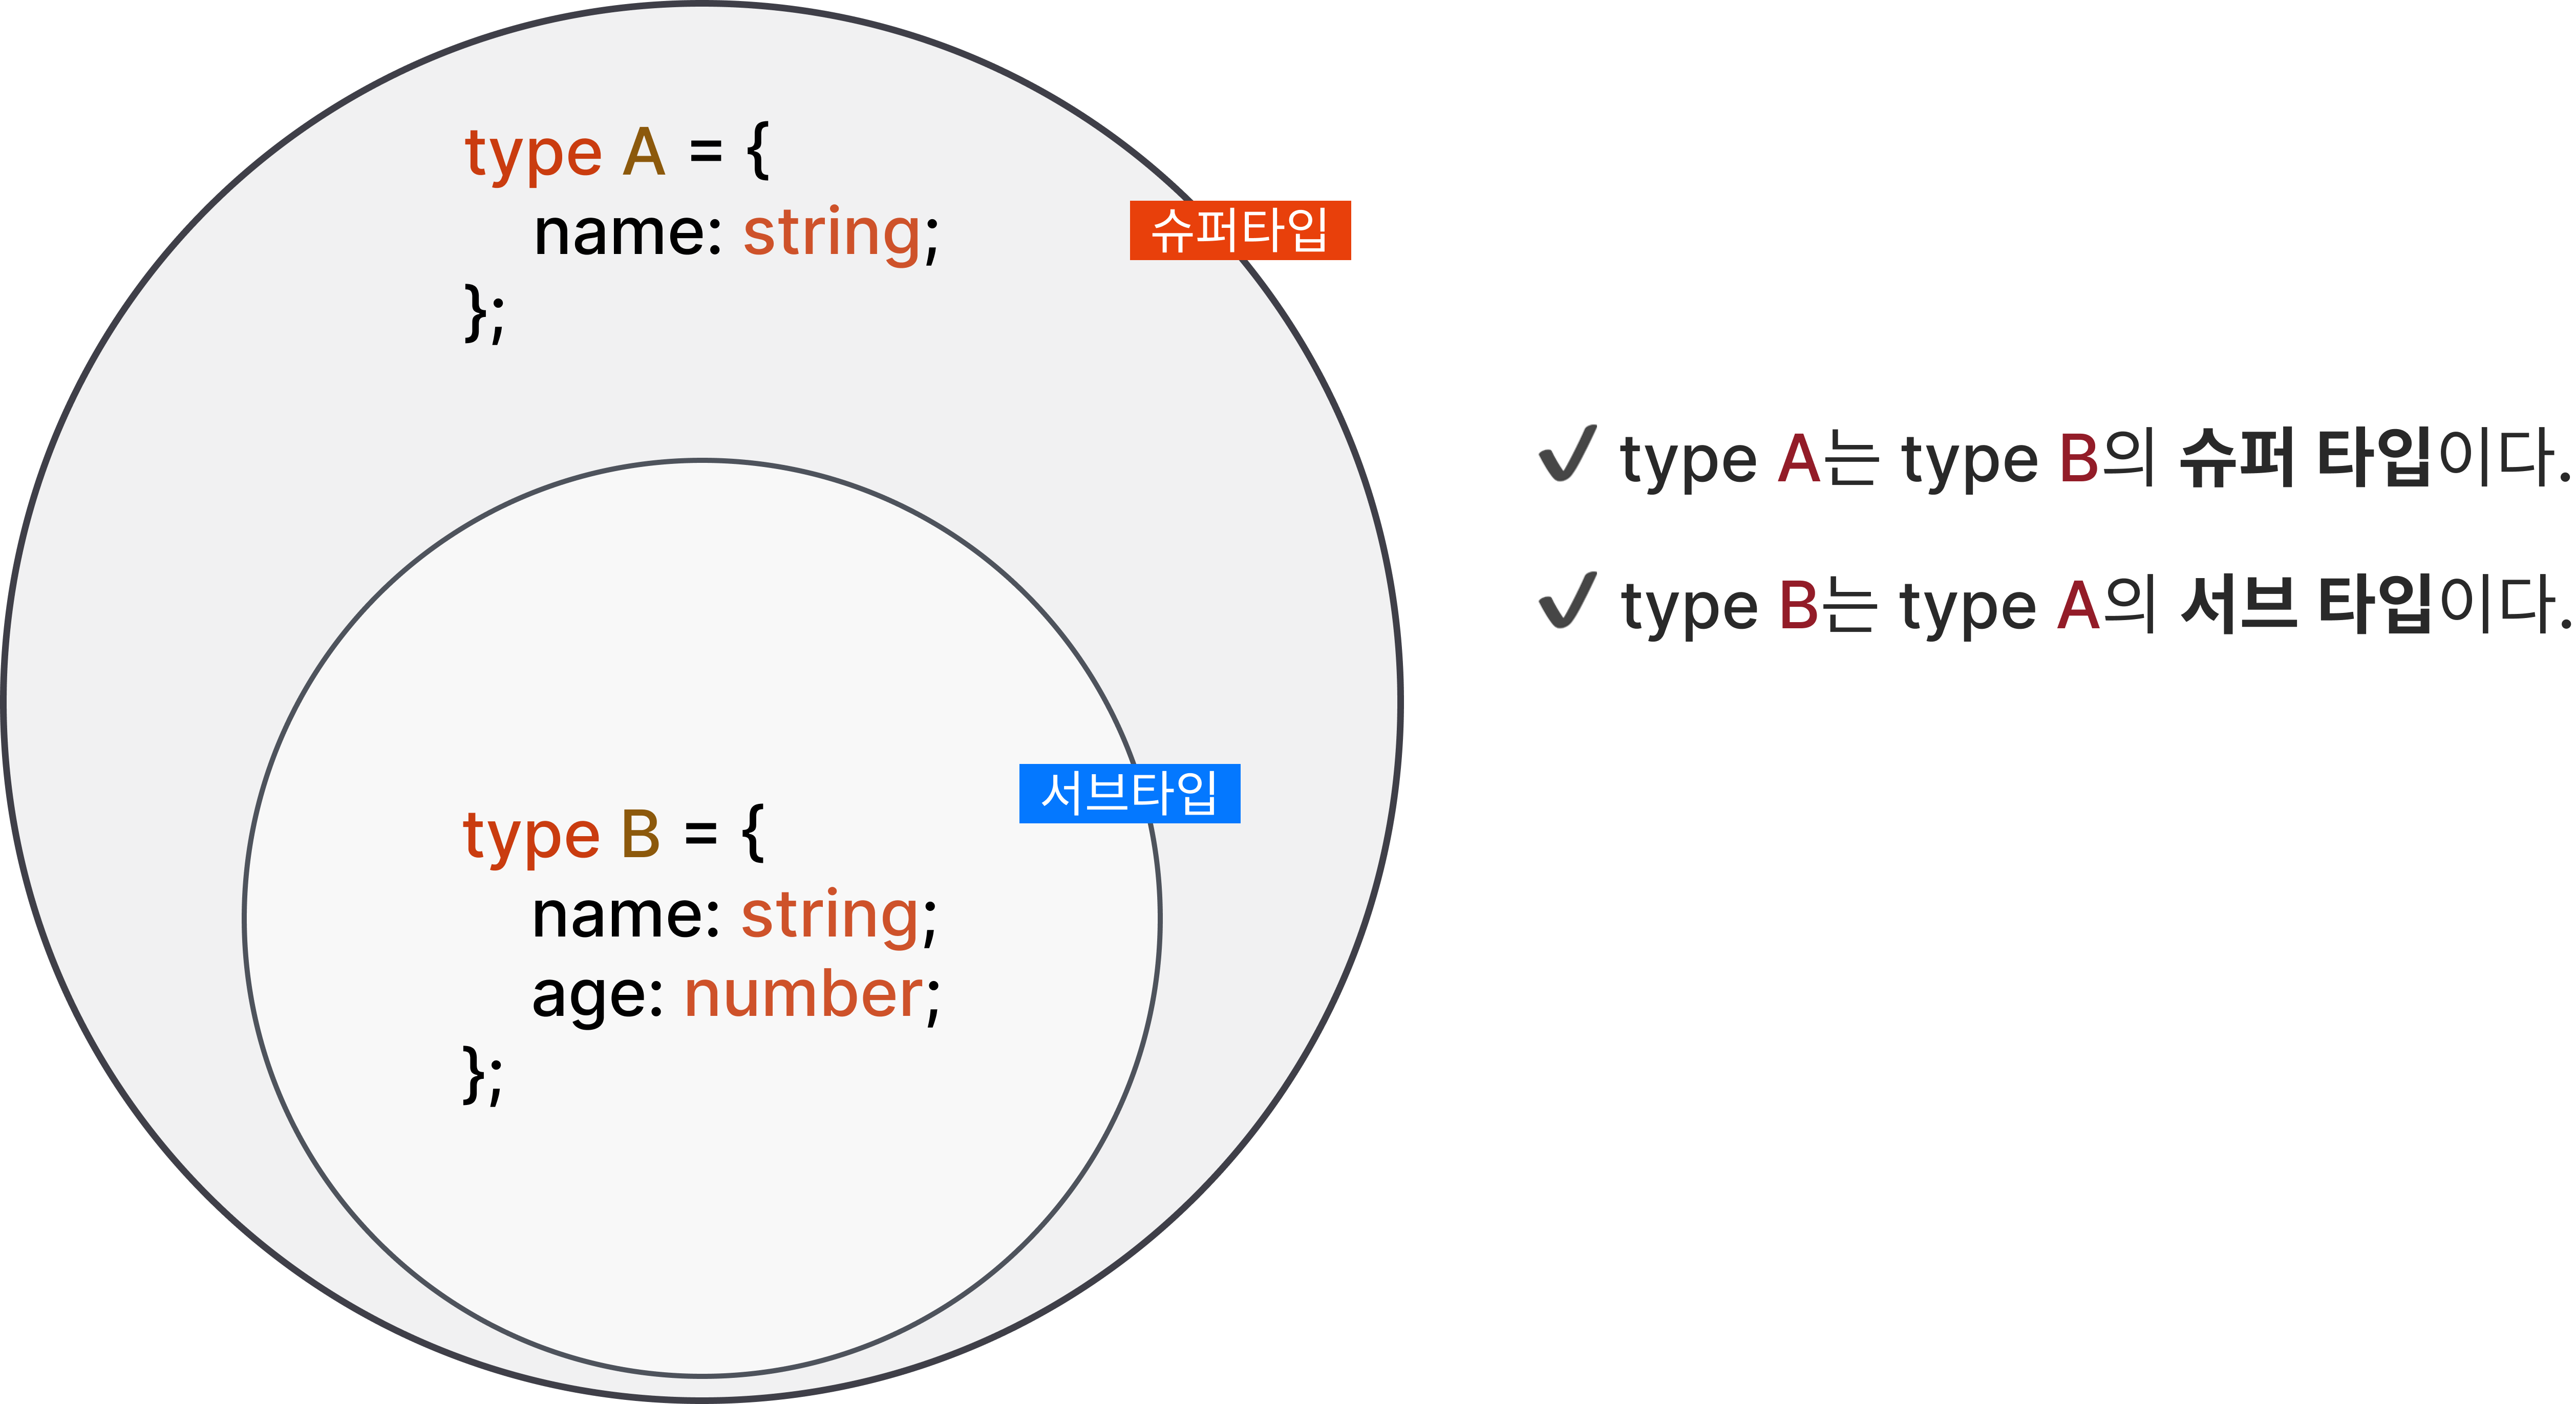 type A = {
name: string;
};
슈퍼타입
type B = {
name: string;
age: number;
};
서브타입
✔ type A는 type B의 슈퍼 타입이다.
✔ type B는 type A의 서브 타입이다.